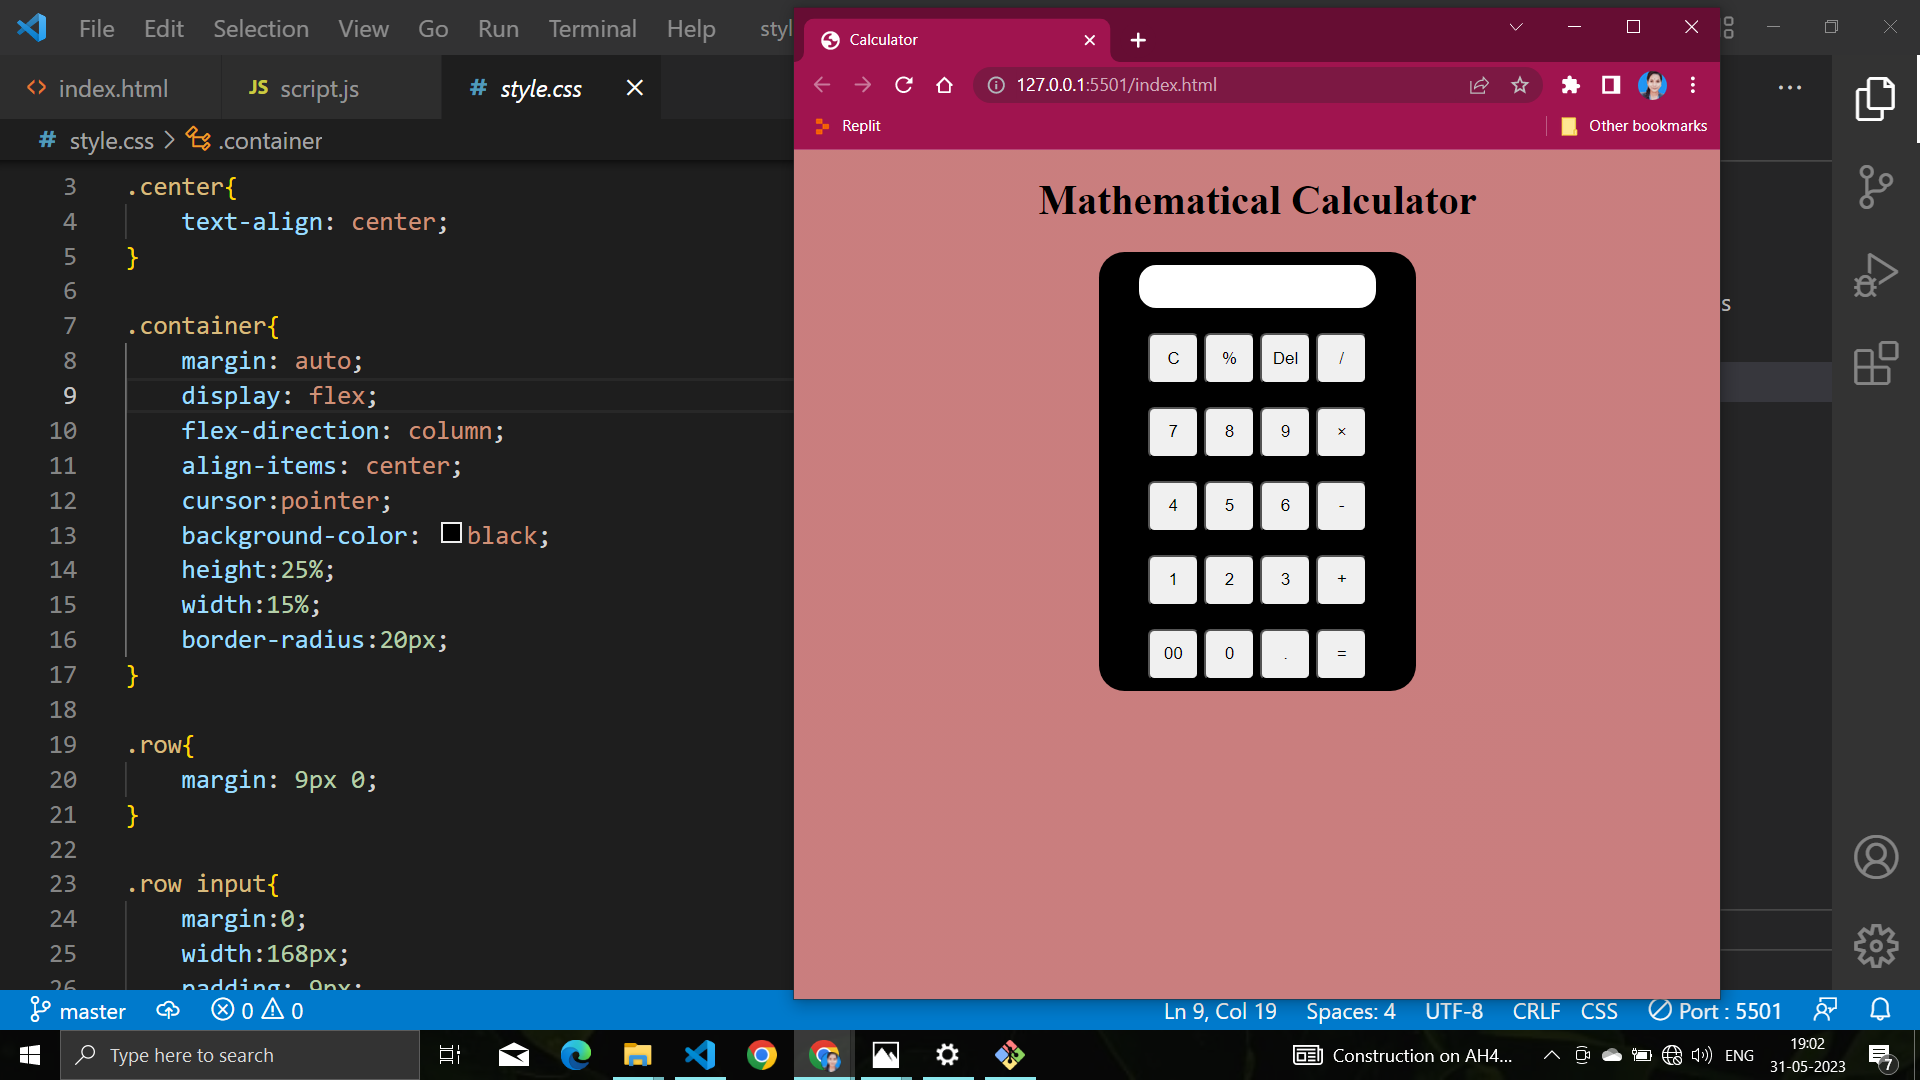 File Edit Selection View Go Run Terminal Help styl
index.html
JS script.js
# style.css
# style.css > .container
3 .center{
4 text-align: center;
5 }
6
7 .container{
8 margin: auto;
9 display: flex;
10 flex-direction: column;
11 align-items: center;
12 cursor:pointer;
13 background-color: black;
14 height:25%;
15 width:15%;
16 border-radius:20px;
17 }
18
19 .row{
20 margin: 9px 0;
21 }
22
23 .row input{
24 margin:0;
25 width:168px;
26 padding: 9px;
Calculator
127.0.0.1:5501/index.html
Replit
Other bookmarks
Mathematical Calculator
C % Del /
7 8 9 ×
4 5 6 -
1 2 3 +
00 0 . =
s
master 0 0
Ln 9, Col 19 Spaces: 4 UTF-8 CRLF CSS Port : 5501
Type here to search
Construction on AH4...
ENG
19:02
31-05-2023
7